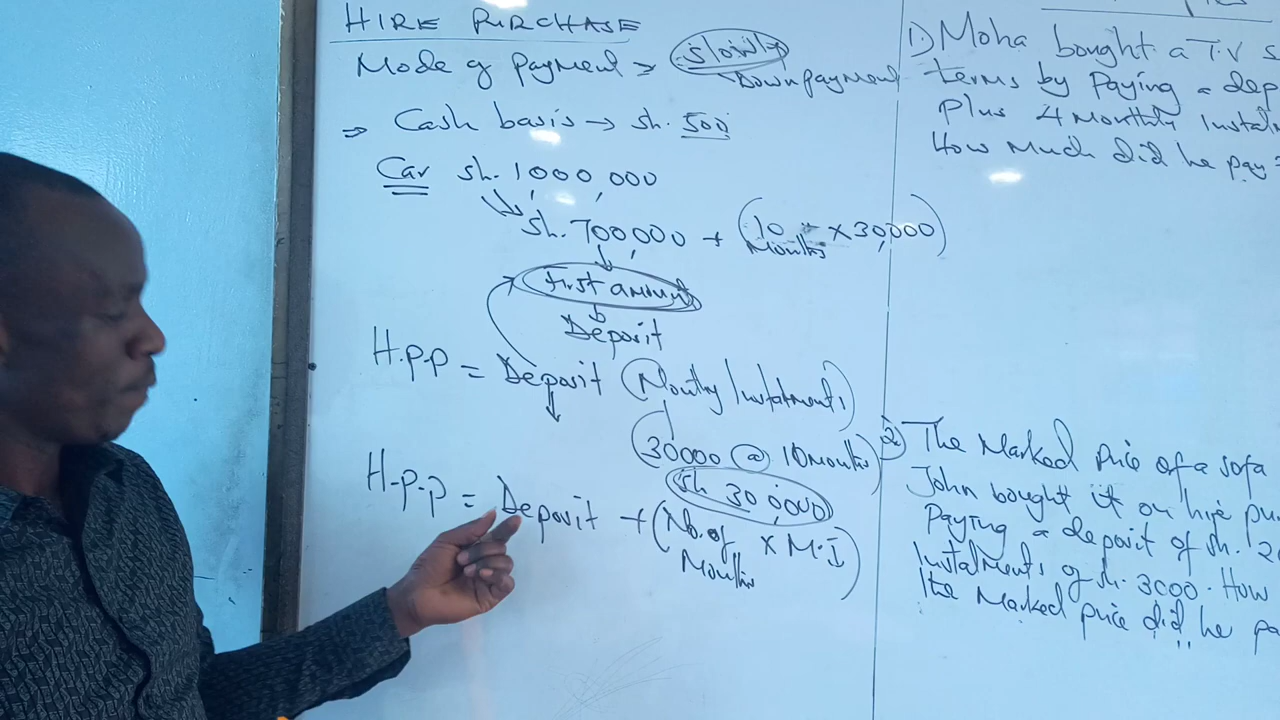 HIRE PURCHASE
Mode of payment => slowly
Downpayment
=> Cash basis → sh. 500
Car sh. 1000,000
sh. 700,000 + (10 Months × 30,000)
first amount
Deposit
H.P.P = Deposit (Montly Instalments)
(30000 @ 10 Months)
sh 300,000
H.P.P = Deposit + (No. of Months × M.I)
1) Moha bought a TV s
terms by paying a dep
Plus 4 Monthly Instal
How Much did he pay
2) The Marked price of a sofa
John bought it on hire pu
Paying a deposit of sh. 2
Instalments of sh. 3000. How
the Marked price did he pa